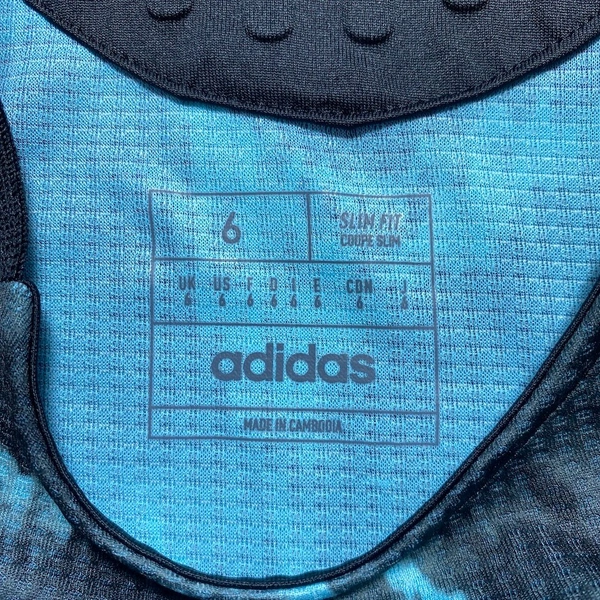 6 SLIM FIT
COUPE SLIM
UK US F D I E CDN J
6 6 6 6 6 6 6 6
adidas
MADE IN CAMBODIA